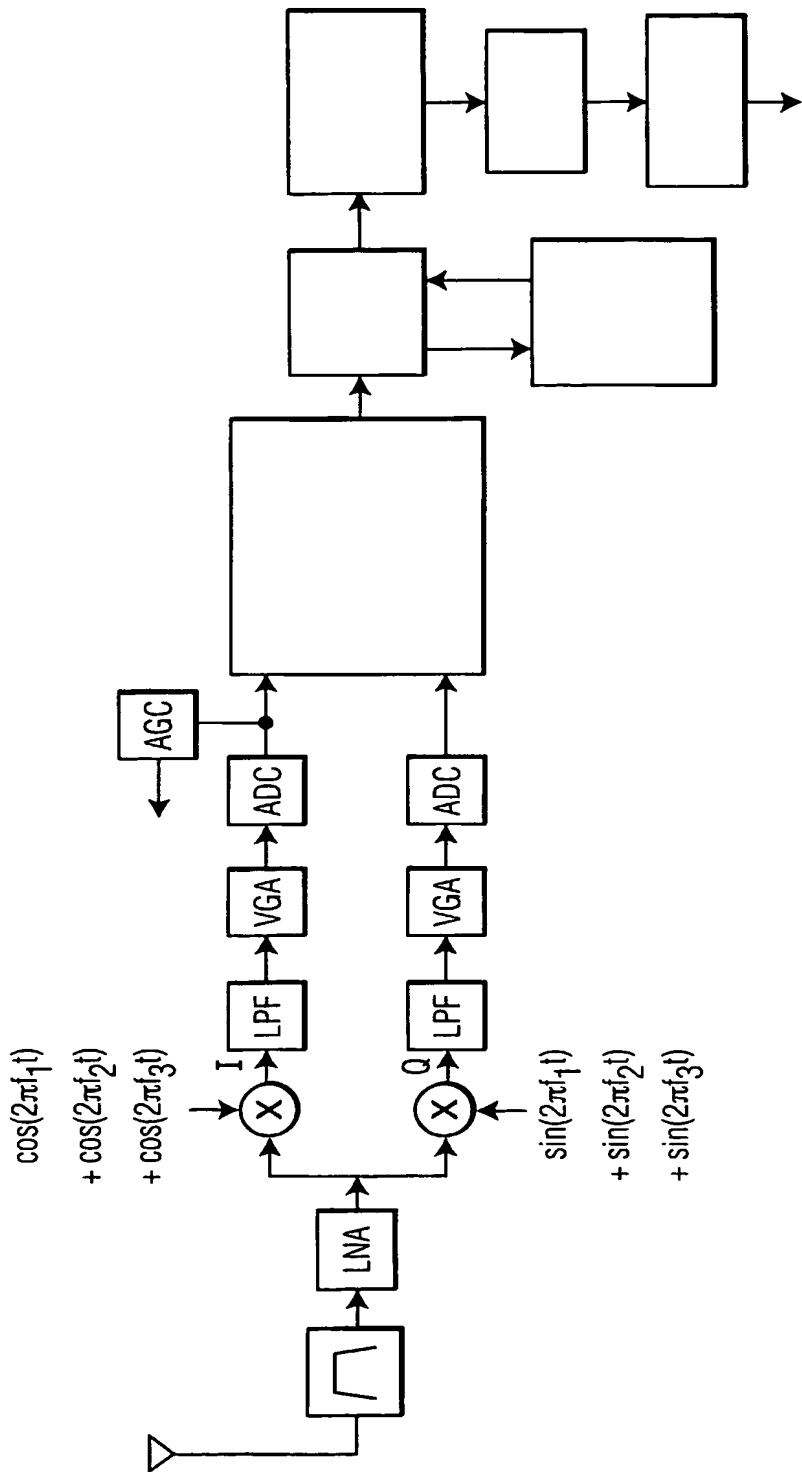 cos(2πf₁t)
+ cos(2πf₂t)
+ cos(2πf₃t)
I
LPF
VGA
ADC
AGC
LNA
X
X
Q
LPF
VGA
ADC
sin(2πf₁t)
+ sin(2πf₂t)
+ sin(2πf₃t)